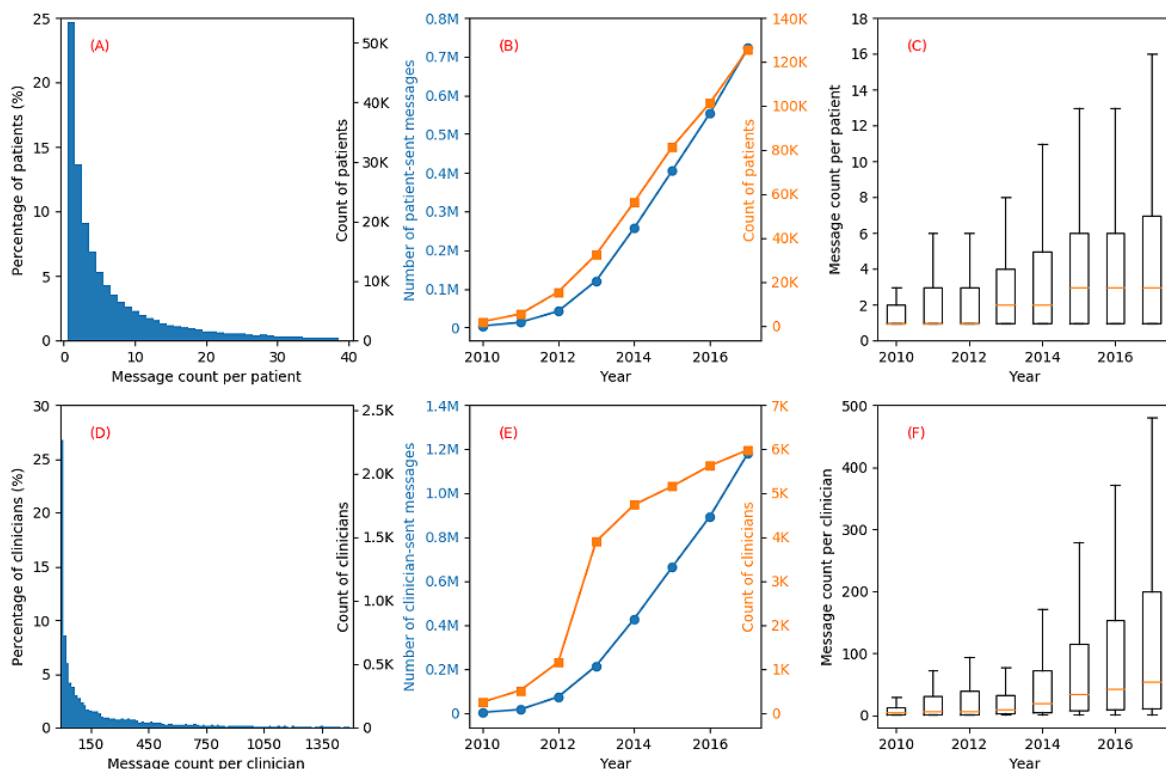 (A)
Percentage of patients (%)
25
20
15
10
5
0
50K
40K
30K
20K
10K
0
Count of patients
0 10 20 30 40
Message count per patient
(B)
Number of patient-sent messages
0.8M
0.7M
0.6M
0.5M
0.4M
0.3M
0.2M
0.1M
0
140K
120K
100K
80K
60K
40K
20K
0
Count of patients
2010 2012 2014 2016
Year
(C)
Message count per patient
18
16
14
12
10
8
6
4
2
0
2010 2012 2014 2016
Year
(D)
Percentage of clinicians (%)
30
25
20
15
10
5
0
2.5K
2.0K
1.5K
1.0K
0.5K
0
Count of clinicians
150 450 750 1050 1350
Message count per clinician
(E)
Number of clinician-sent messages
1.4M
1.2M
1.0M
0.8M
0.6M
0.4M
0.2M
0
7K
6K
5K
4K
3K
2K
1K
0
Count of clinicians
2010 2012 2014 2016
Year
(F)
Message count per clinician
500
400
300
200
100
0
2010 2012 2014 2016
Year